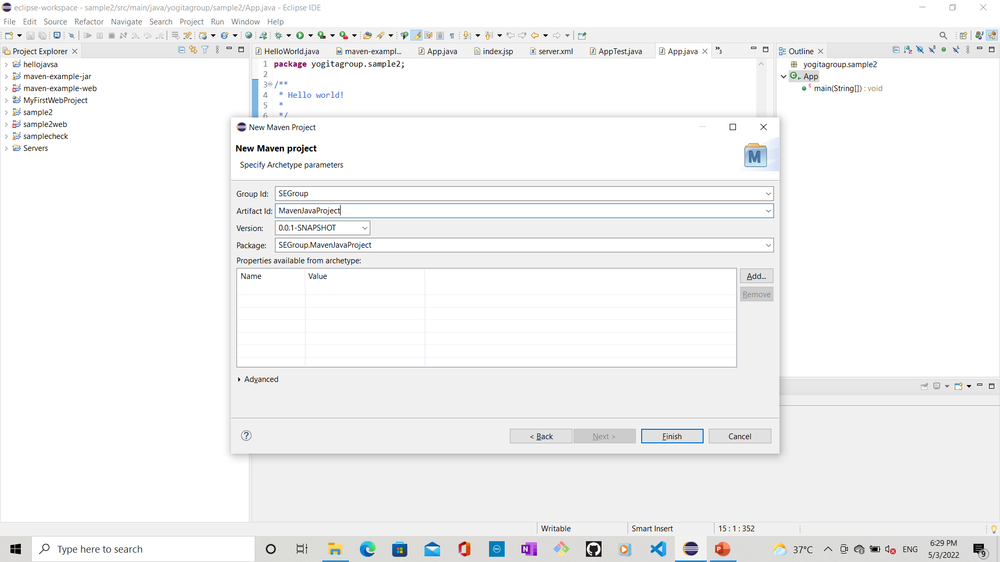 eclipse-workspace - sample2/src/main/java/yogitagroup/sample2/App.java - Eclipse IDE
File Edit Source Refactor Navigate Search Project Run Window Help
Project Explorer
hellojavsa
maven-example-jar
maven-example-web
MyFirstWebProject
sample2
sample2web
samplecheck
Servers
HelloWorld.java maven-exampl... App.java index.jsp server.xml AppTest.java App.java »3
1 package yogitagroup.sample2;
2
3 /**
4 * Hello world!
5 *
6 */
Outline
yogitagroup.sample2
App
main(String[]) : void
New Maven Project
New Maven project
Specify Archetype parameters
M
Group Id: SEGroup
Artifact Id: MavenJavaProject
Version: 0.0.1-SNAPSHOT
Package: SEGroup.MavenJavaProject
Properties available from archetype:
Name Value
Add...
Remove
Advanced
? < Back Next > Finish Cancel
Writable Smart Insert 15 : 1 : 352
Type here to search
37°C ENG
6:29 PM
5/3/2022
9